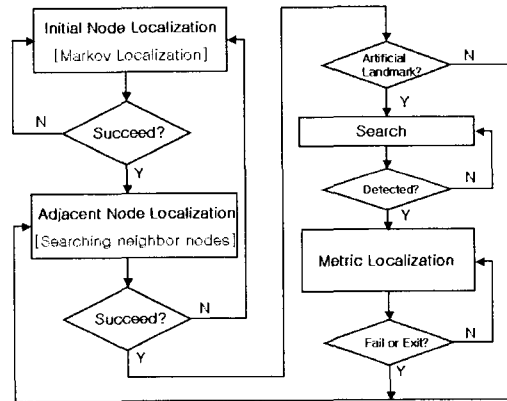 Initial Node Localization
[Markov Localization]
N
Succeed?
Y
Adjacent Node Localization
[Searching neighbor nodes]
N
Succeed?
Y
Artificial
Landmark?
N
Y
Search
Detected?
N
Y
Metric Localization
Fail or Exit?
N
Y